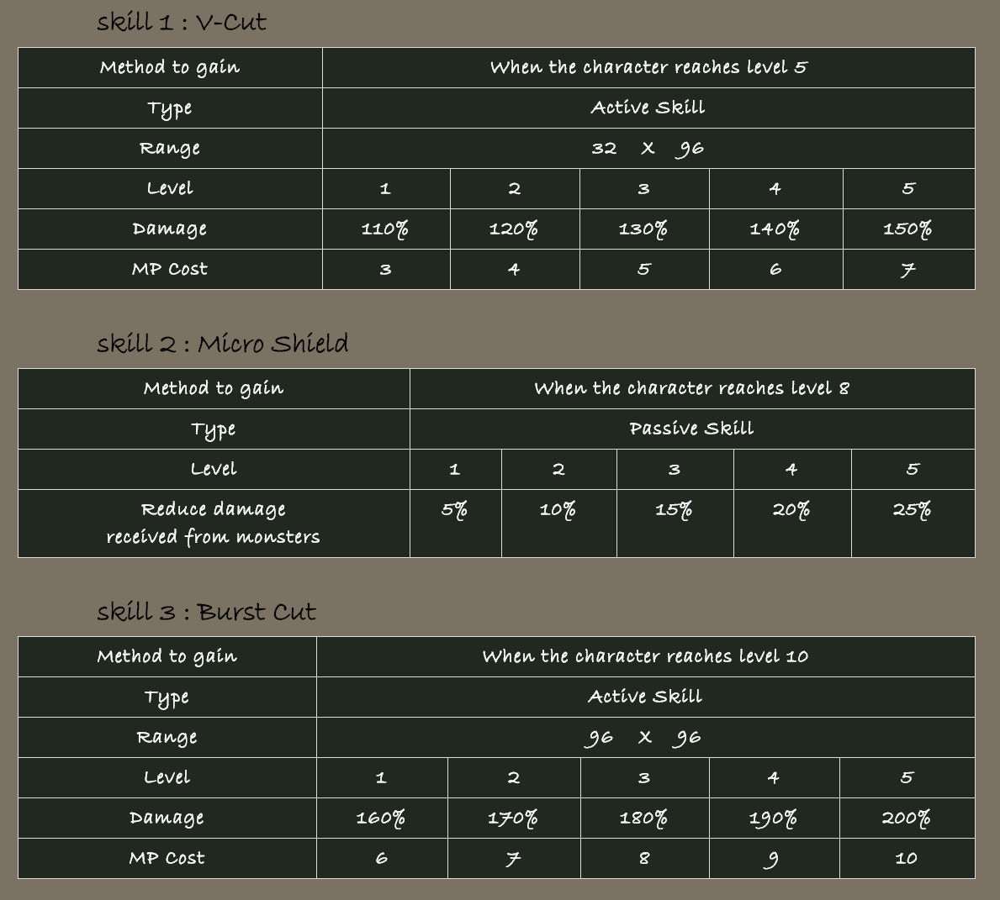 skill 1 : V-Cut
Method to gain When the character reaches level 5
Type Active Skill
Range 32 X 96
Level 1 2 3 4 5
Damage 110% 120% 130% 140% 150%
MP Cost 3 4 5 6 7
skill 2 : Micro Shield
Method to gain When the character reaches level 8
Type Passive Skill
Level 1 2 3 4 5
Reduce damage 5% 10% 15% 20% 25%
received from monsters
skill 3 : Burst Cut
Method to gain When the character reaches level 10
Type Active Skill
Range 96 X 96
Level 1 2 3 4 5
Damage 160% 170% 180% 190% 200%
MP Cost 6 7 8 9 10